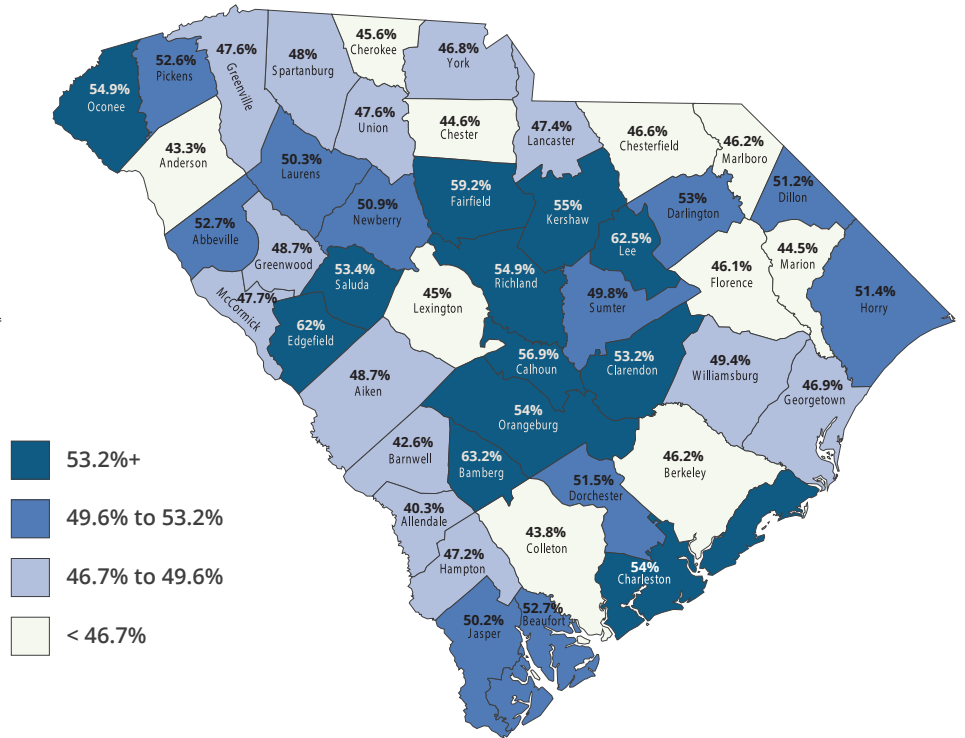 45.6%
Cherokee
47.6%
Greenville
48%
Spartanburg
46.8%
York
52.6%
Pickens
54.9%
Oconee
47.6%
Union
44.6%
Chester
47.4%
Lancaster
46.6%
Chesterfield
46.2%
Marlboro
43.3%
Anderson
50.3%
Laurens
51.2%
Dillon
59.2%
Fairfield
55%
Kershaw
53%
Darlington
50.9%
Newberry
52.7%
Abbeville
48.7%
Greenwood
62.5%
Lee
44.5%
Marion
53.4%
Saluda
54.9%
Richland
46.1%
Florence
47.7%
McCormick
45%
Lexington
49.8%
Sumter
51.4%
Horry
62%
Edgefield
56.9%
Calhoun
53.2%
Clarendon
49.4%
Williamsburg
48.7%
Aiken
46.9%
Georgetown
54%
Orangeburg
42.6%
Barnwell
63.2%
Bamberg
46.2%
Berkeley
51.5%
Dorchester
40.3%
Allendale
43.8%
Colleton
47.2%
Hampton
54%
Charleston
52.7%
Beaufort
50.2%
Jasper
53.2%+
49.6% to 53.2%
46.7% to 49.6%
< 46.7%